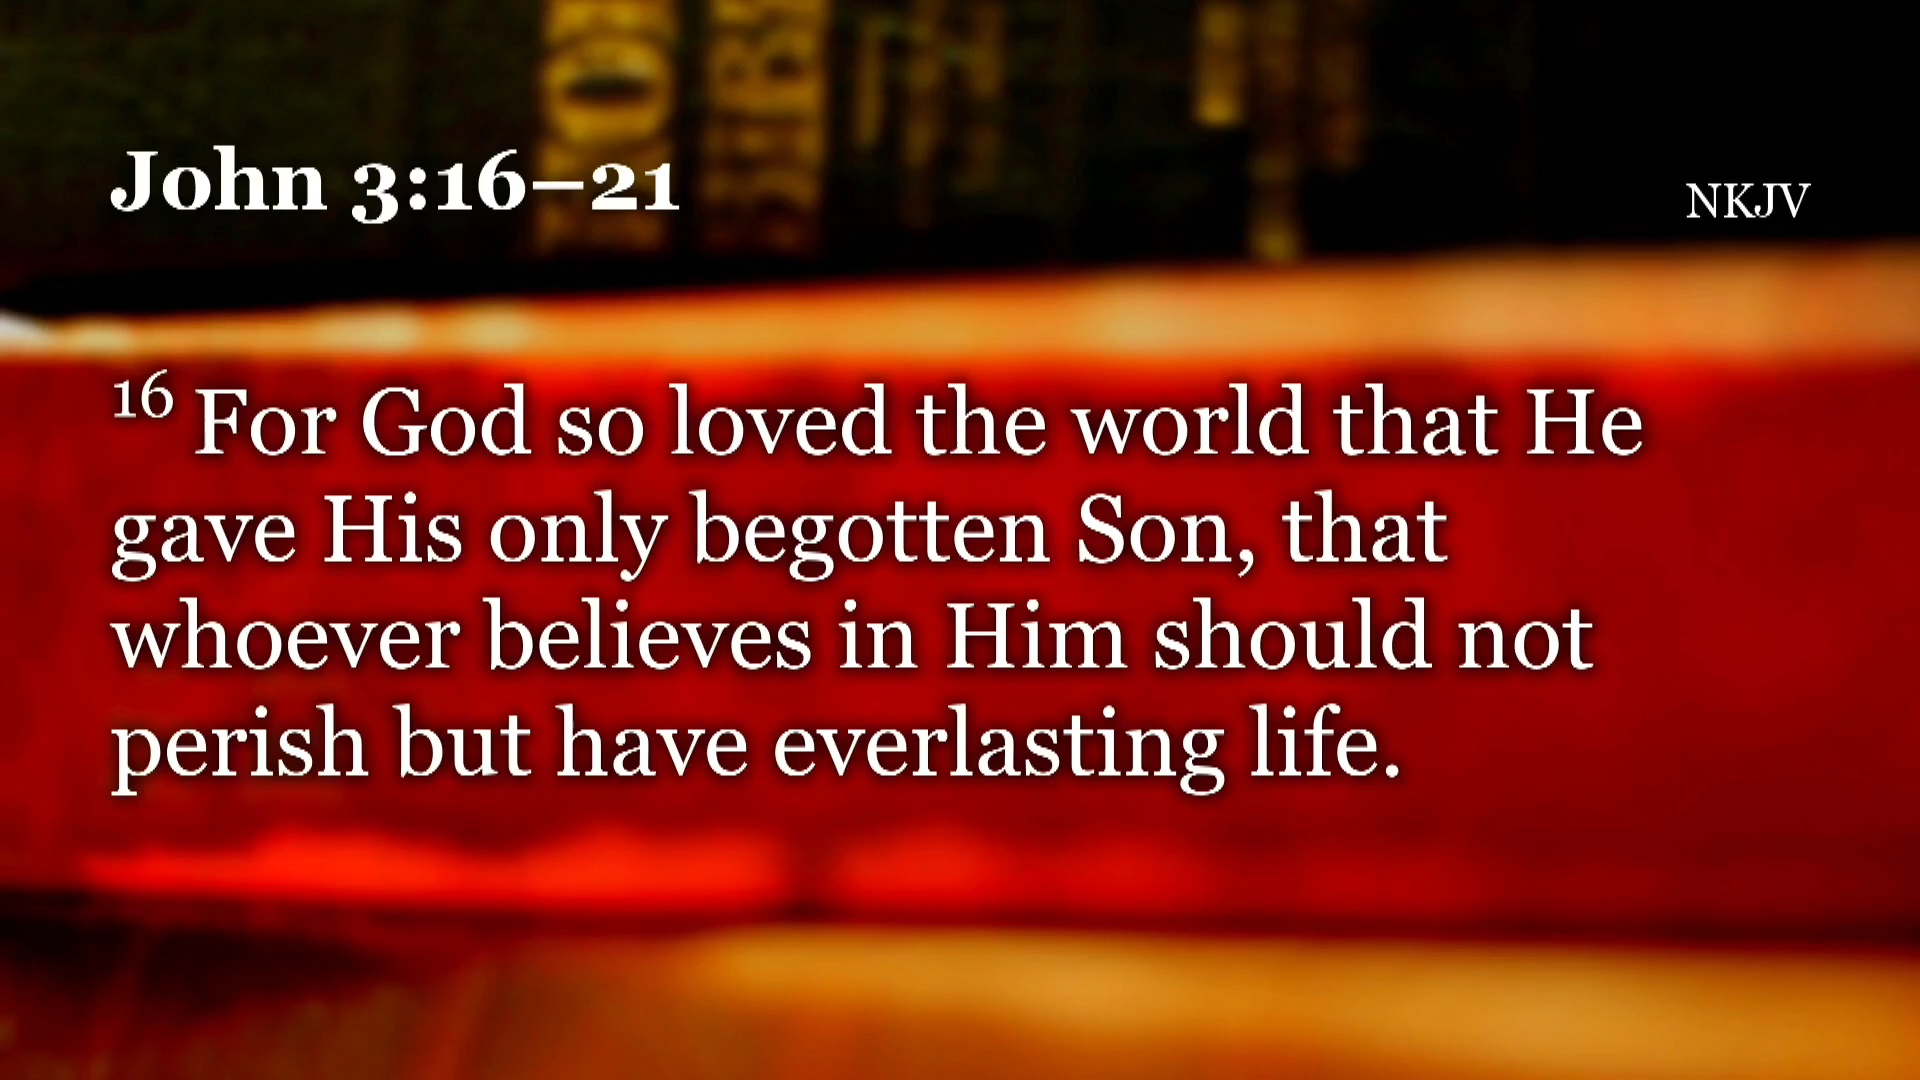 John 3:16–21
NKJV
16 For God so loved the world that He
gave His only begotten Son, that
whoever believes in Him should not
perish but have everlasting life.